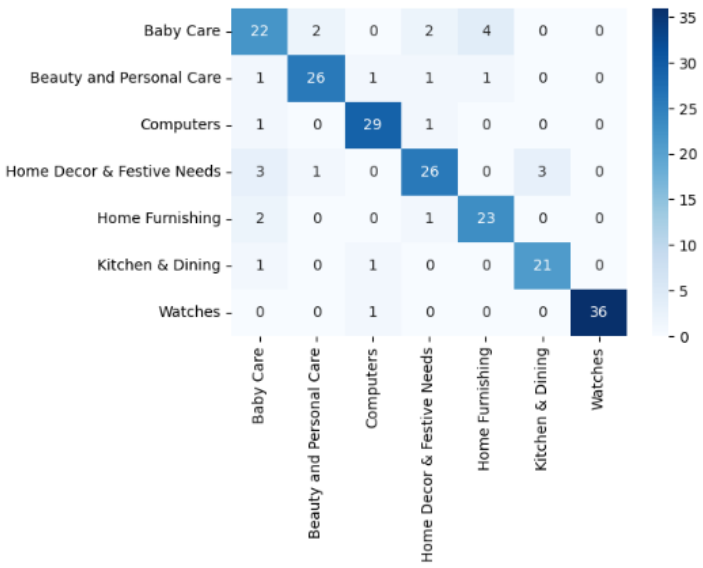 Baby Care 22 2 0 2 4 0 0
Beauty and Personal Care 1 26 1 1 1 0 0
Computers 1 0 29 1 0 0 0
Home Decor & Festive Needs 3 1 0 26 0 3 0
Home Furnishing 2 0 0 1 23 0 0
Kitchen & Dining 1 0 1 0 0 21 0
Watches 0 0 1 0 0 0 36
Baby Care
Beauty and Personal Care
Computers
Home Decor & Festive Needs
Home Furnishing
Kitchen & Dining
Watches
35
30
25
20
15
10
5
0